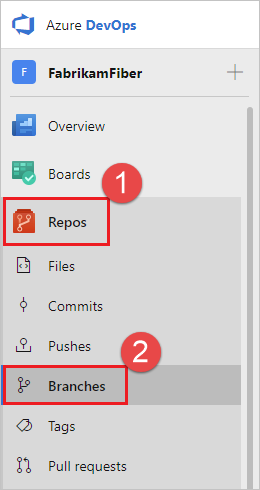 Azure DevOps
F FabrikamFiber
Overview
Boards
1
Repos
Files
Commits
Pushes
2
Branches
Tags
Pull requests